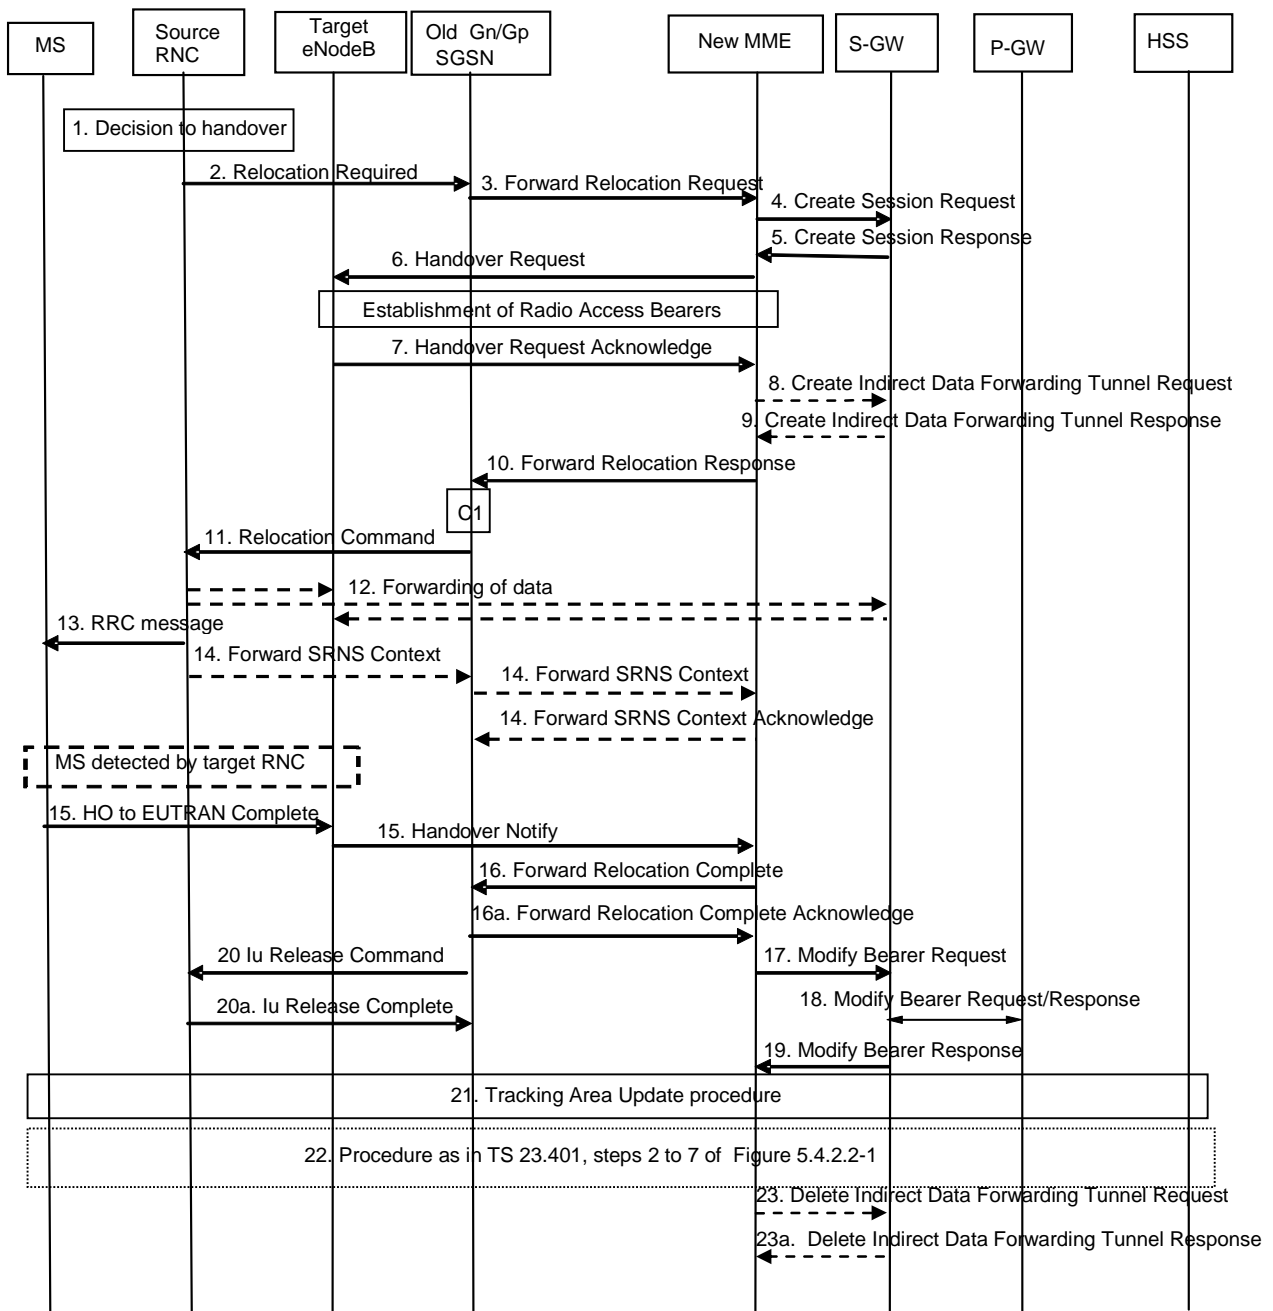 MS
Source
RNC
Target
eNodeB
Old Gn/Gp
SGSN
New MME
S-GW
P-GW
HSS
1. Decision to handover
2. Relocation Required
3. Forward Relocation Request
4. Create Session Request
5. Create Session Response
6. Handover Request
Establishment of Radio Access Bearers
7. Handover Request Acknowledge
8. Create Indirect Data Forwarding Tunnel Request
9. Create Indirect Data Forwarding Tunnel Response
10. Forward Relocation Response
C1
11. Relocation Command
12. Forwarding of data
13. RRC message
14. Forward SRNS Context
14. Forward SRNS Context
14. Forward SRNS Context Acknowledge
MS detected by target RNC
15. HO to EUTRAN Complete
15. Handover Notify
16. Forward Relocation Complete
16a. Forward Relocation Complete Acknowledge
20 Iu Release Command
17. Modify Bearer Request
20a. Iu Release Complete
18. Modify Bearer Request/Response
19. Modify Bearer Response
21. Tracking Area Update procedure
22. Procedure as in TS 23.401, steps 2 to 7 of Figure 5.4.2.2-1
23. Delete Indirect Data Forwarding Tunnel Request
23a. Delete Indirect Data Forwarding Tunnel Response